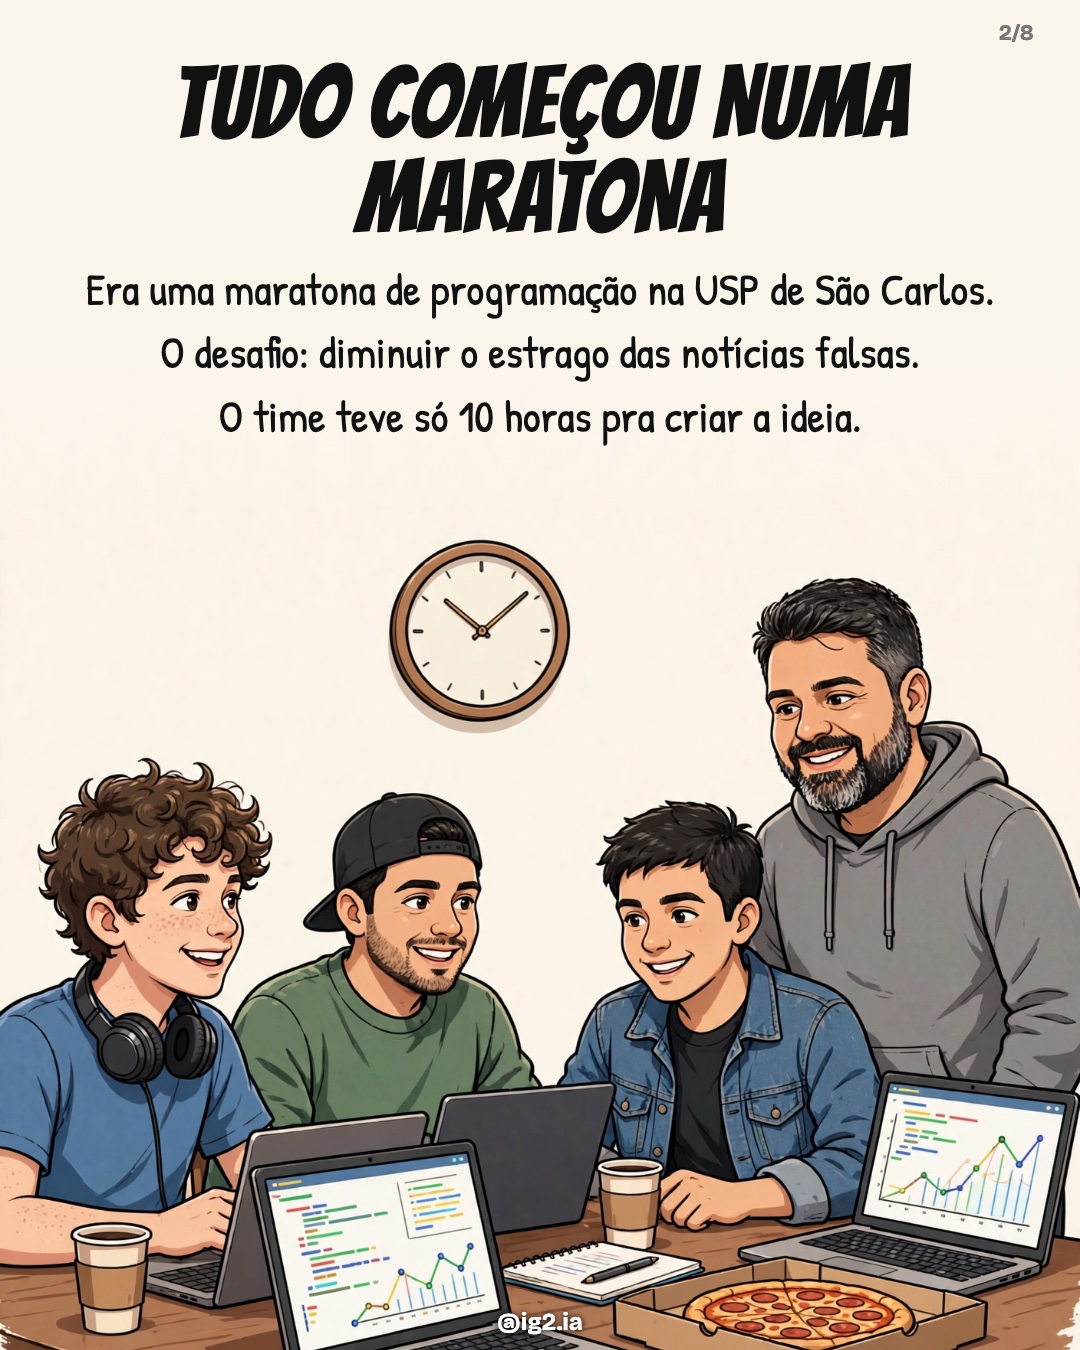 2/8
TUDO COMEÇOU NUMA
MARATONA
Era uma maratona de programação na USP de São Carlos.
O desafio: diminuir o estrago das notícias falsas.
O time teve só 10 horas pra criar a ideia.
@ig2.ia